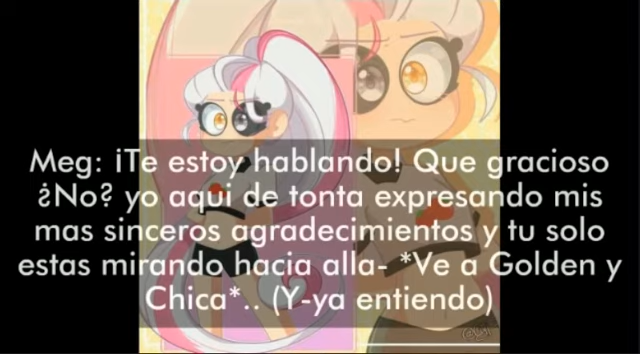 Meg: ¡Te estoy hablando! Que gracioso
¿No? yo aqui de tonta expresando mis
mas sinceros agradecimientos y tu solo
estas mirando hacia alla- *Ve a Golden y
Chica*.. (Y-ya entiendo)